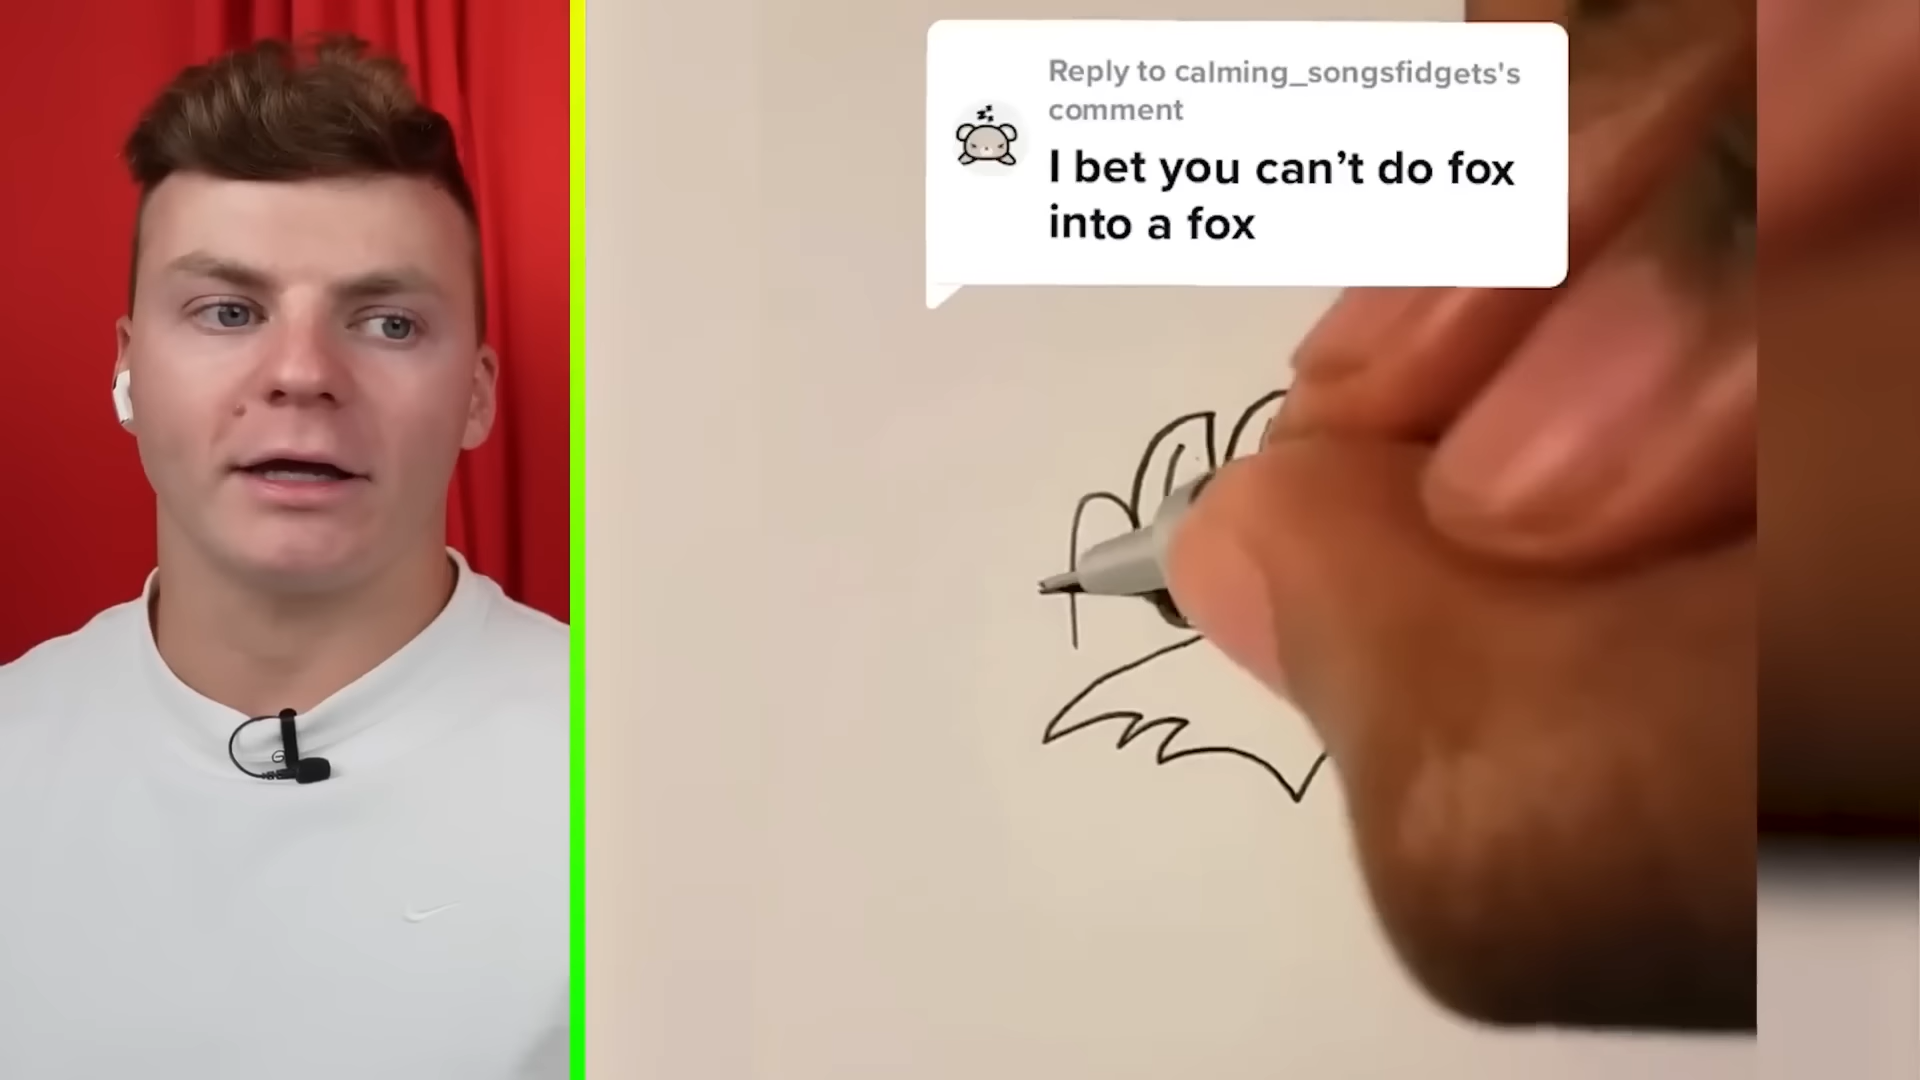 Reply to calming_songsfidgets's
comment
I bet you can't do fox
into a fox